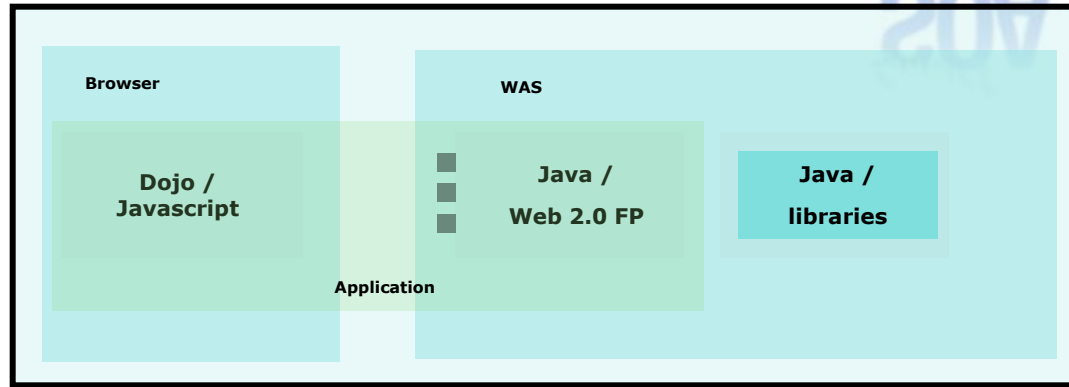 Browser
WAS
Dojo /
Javascript
Java /
Web 2.0 FP
Java /
libraries
Application